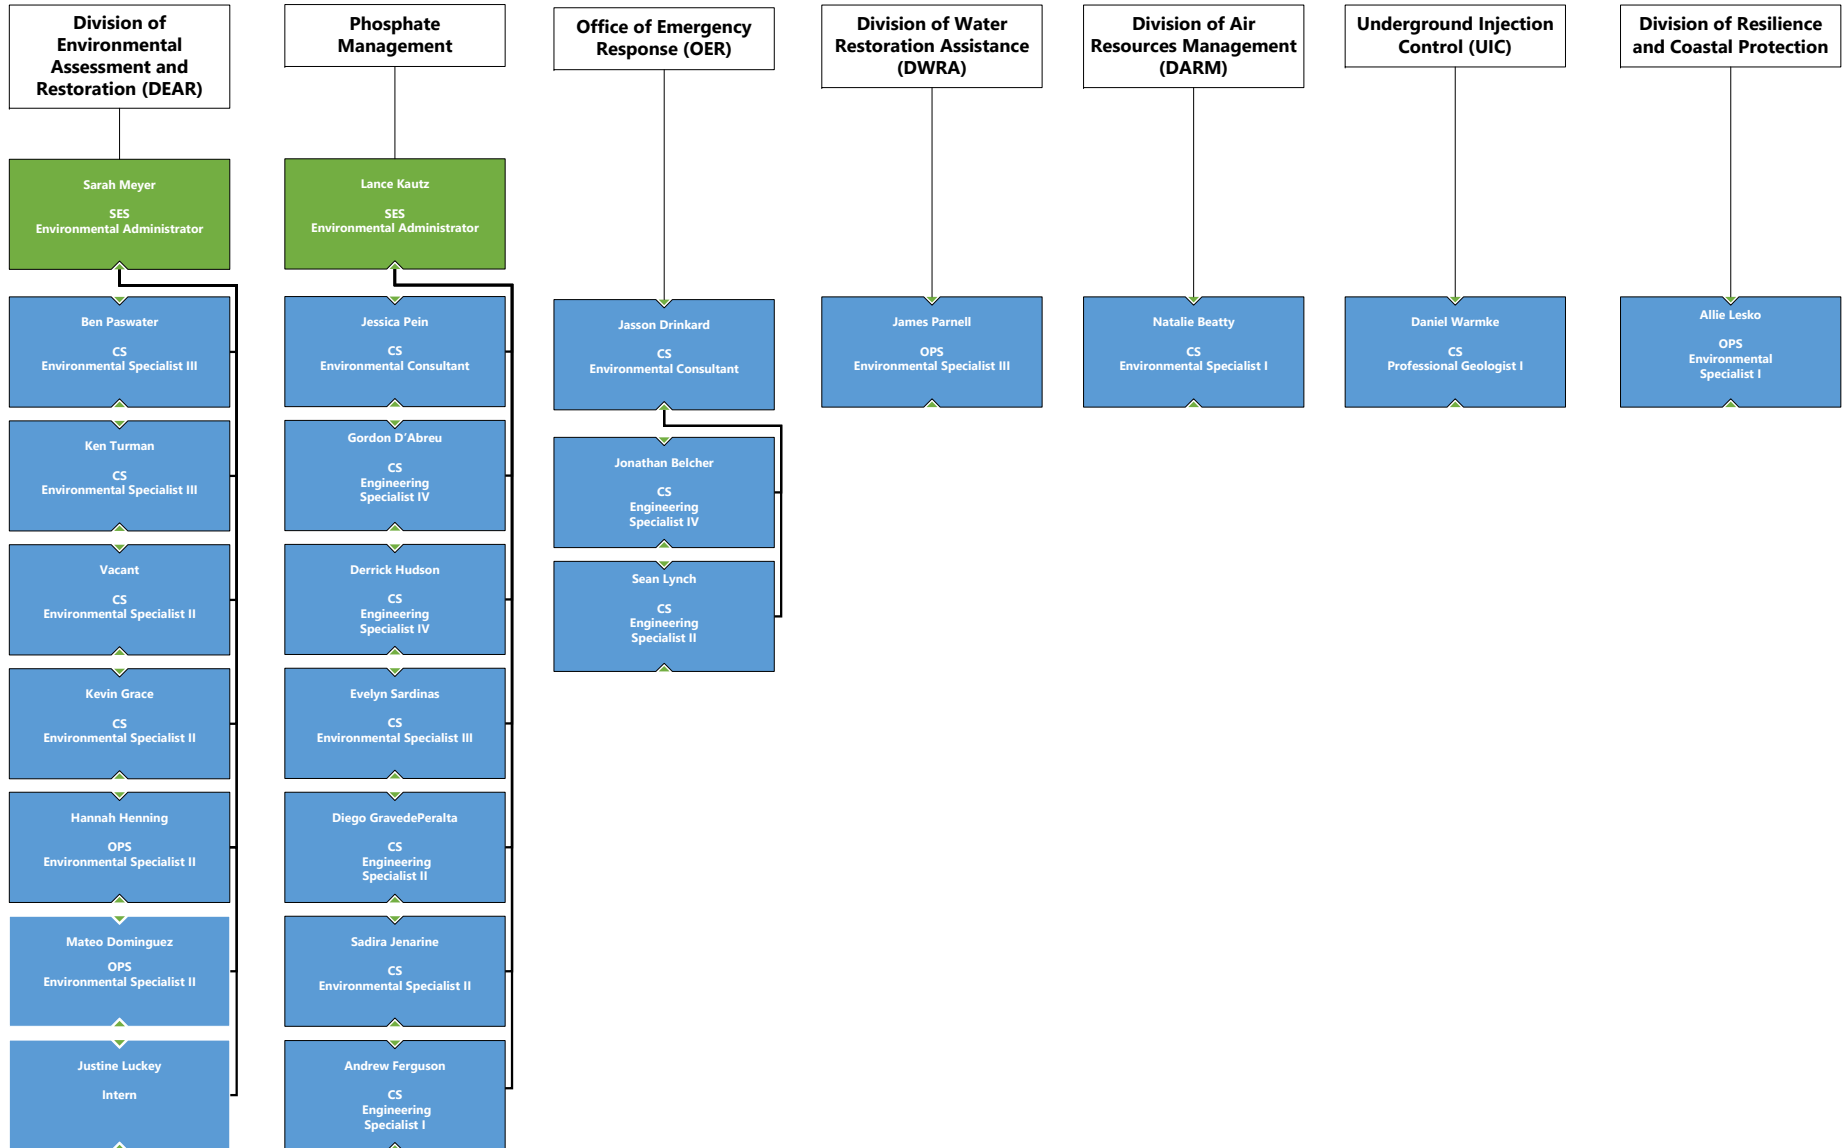 Division of
Environmental
Assessment and
Restoration (DEAR)
Sarah Meyer
SES
Environmental Administrator
Ben Paswater
CS
Environmental Specialist III
Ken Turman
CS
Environmental Specialist III
Vacant
CS
Environmental Specialist II
Kevin Grace
CS
Environmental Specialist II
Hannah Henning
OPS
Environmental Specialist II
Mateo Dominguez
OPS
Environmental Specialist II
Justine Luckey
Intern
Phosphate
Management
Lance Kautz
SES
Environmental Administrator
Jessica Pein
CS
Environmental Consultant
Gordon D'Abreu
CS
Engineering
Specialist IV
Derrick Hudson
CS
Engineering
Specialist IV
Evelyn Sardinas
CS
Environmental Specialist III
Diego GravedePeralta
CS
Engineering
Specialist II
Sadira Jenarine
CS
Environmental Specialist II
Andrew Ferguson
CS
Engineering
Specialist I
Office of Emergency
Response (OER)
Jasson Drinkard
CS
Environmental Consultant
Jonathan Belcher
CS
Engineering
Specialist IV
Sean Lynch
CS
Engineering
Specialist II
Division of Water
Restoration Assistance
(DWRA)
James Parnell
OPS
Environmental Specialist III
Division of Air
Resources Management
(DARM)
Natalie Beatty
CS
Environmental Specialist I
Underground Injection
Control (UIC)
Daniel Warmke
CS
Professional Geologist I
Division of Resilience
and Coastal Protection
Allie Lesko
OPS
Environmental
Specialist I